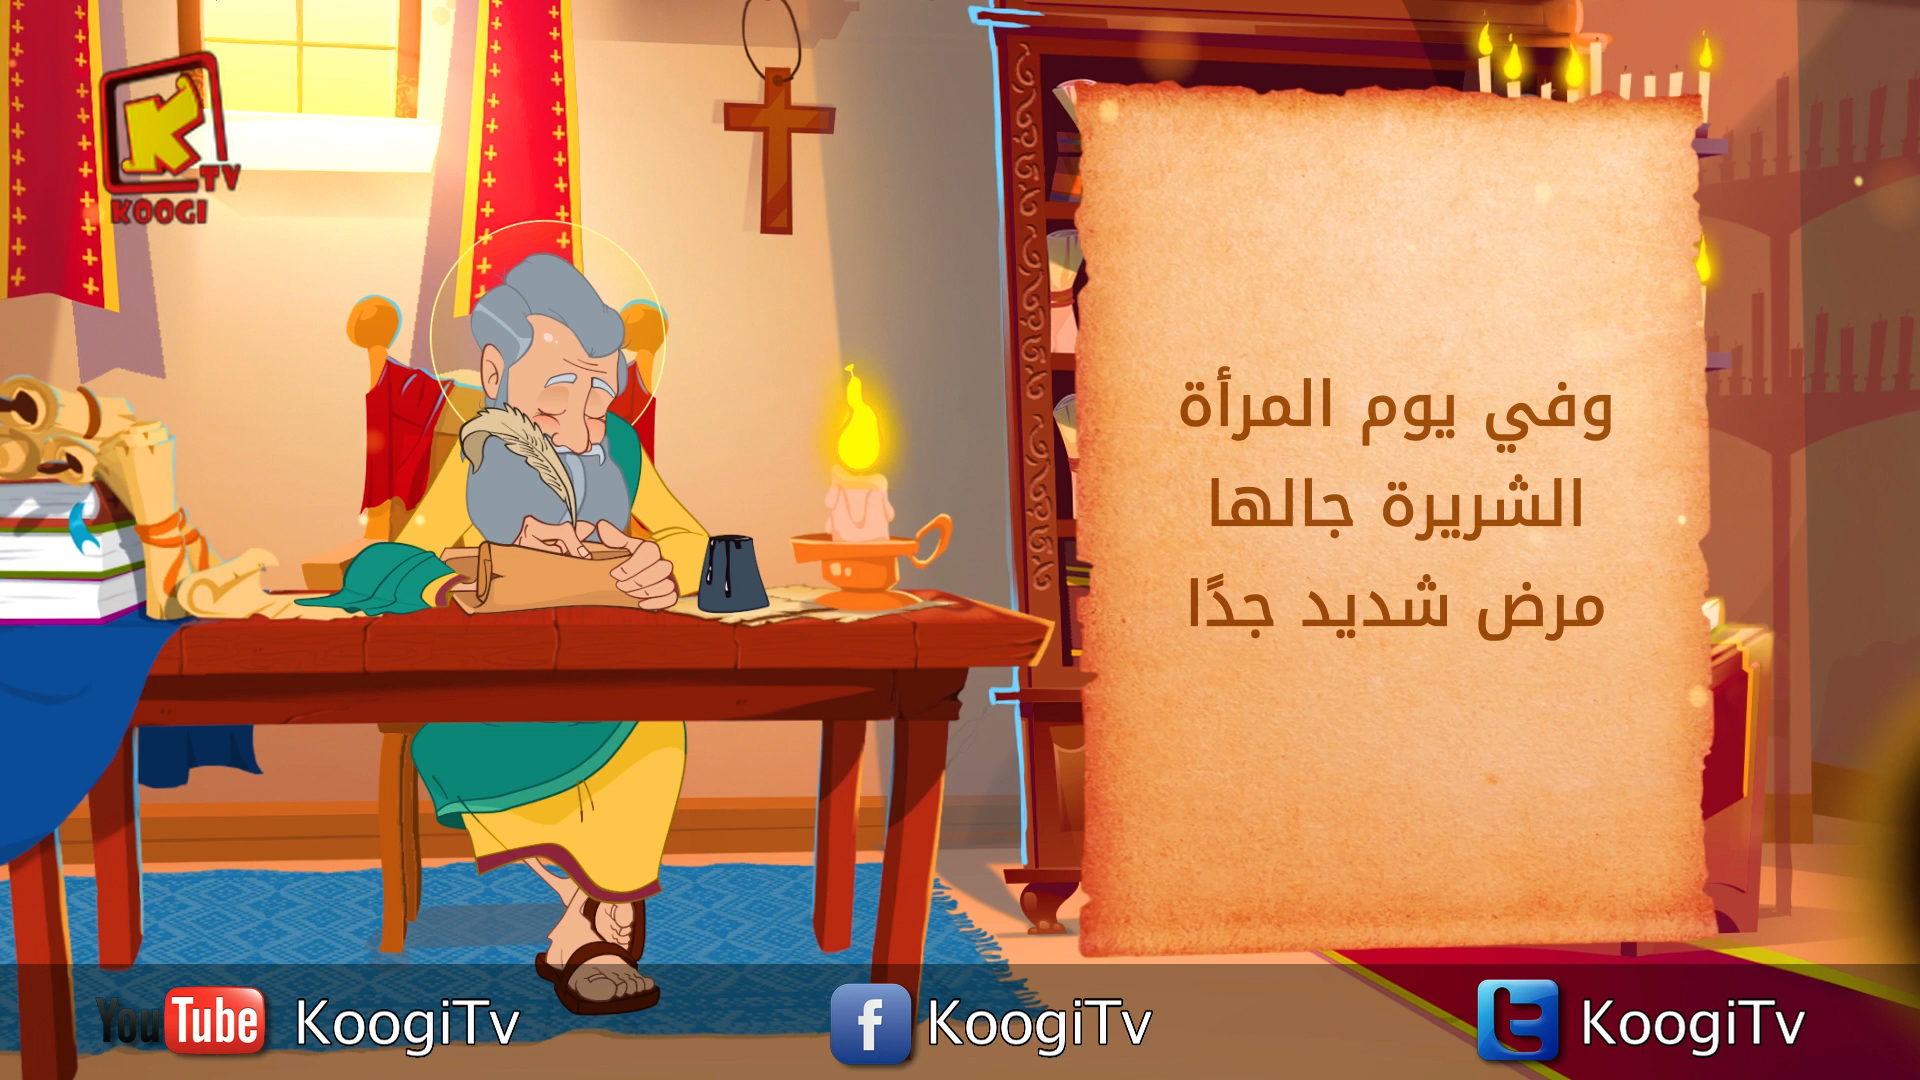 K TV
KOOGI
وفي يوم المرأة
الشريرة جالها
مرض شديد جدًا
YouTube KoogiTv
f KoogiTv
t KoogiTv